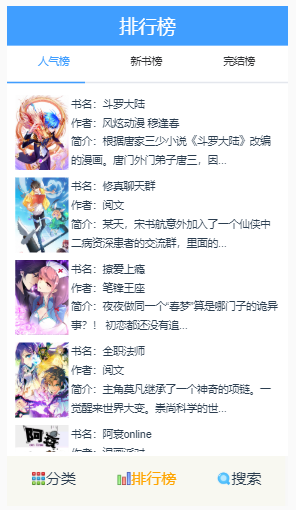 排行榜
人气榜 新书榜 完结榜
书名：斗罗大陆
作者：风炫动漫 穆逢春
简介：根据唐家三少小说《斗罗大陆》改编
的漫画。唐门外门弟子唐三，因...
书名：修真聊天群
作者：阅文
简介：某天，宋书航意外加入了一个仙侠中
二病资深患者的交流群，里面的...
书名：撩爱上瘾
作者：笔锋王座
简介：夜夜做同一个“春梦”算是哪门子的诡异
事？！ 初恋都还没有追...
书名：全职法师
作者：阅文
简介：主角莫凡继承了一个神奇的项链。一
觉醒来世界大变。崇尚科学的世...
阿衰
书名：阿衰online
分类 排行榜 搜索